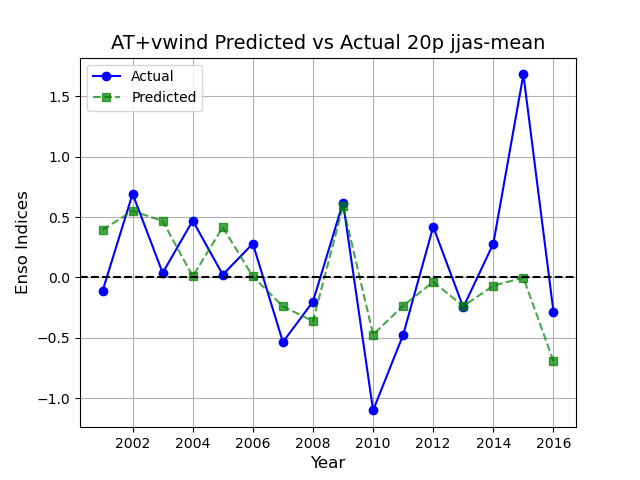 AT+vwind Predicted vs Actual 20p jjas-mean
Actual
Predicted
Enso Indices
1.5
1.0
0.5
0.0
−0.5
−1.0
2002 2004 2006 2008 2010 2012 2014 2016
Year